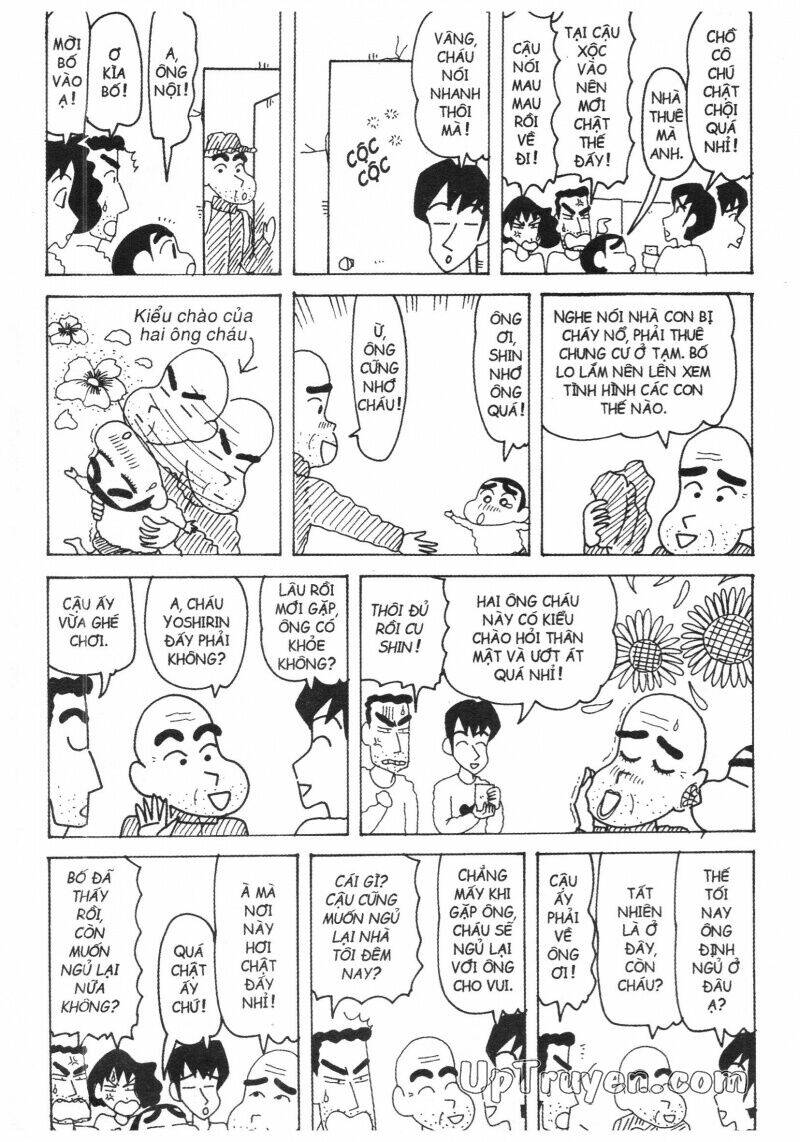 CHỒ
CÔ
CHÚ
CHẬT
CHỘI
QUÁ
NHỈ!
NHÀ
THUÊ
MÀ
ANH.
TẠI CẬU
XỘC
VÀO
NÊN
MỚI
CHẬT
THẾ
ĐẤY!
CẬU
NÓI
MAU
MAU
RỒI
VỀ
ĐI!
VÂNG,
CHÁU
NÓI
NHANH
THÔI
MÀ!
CỘC
CỘC
A,
ÔNG
NỘI!
Ơ
KÌA
BỐ!
MỜI
BỐ
VÀO
Ạ!
NGHE NÓI NHÀ CON BỊ
CHÁY NỔ, PHẢI THUÊ
CHUNG CƯ Ở TẠM. BỐ
LO LẮM NÊN LÊN XEM
TÌNH HÌNH CÁC CON
THẾ NÀO.
ÔNG
ƠI,
SHIN
NHỚ
ÔNG
QUÁ!
Ừ,
ÔNG
CŨNG
NHỚ
CHÁU!
Kiểu chào của
hai ông cháu
HAI ÔNG CHÁU
NÀY CÓ KIỂU
CHÀO HỎI THÂN
MẬT VÀ ƯỚT ÁT
QUÁ NHỈ!
THÔI ĐỦ
RỒI CU
SHIN!
LÂU RỒI
MỚI GẶP,
ÔNG CÓ
KHỎE
KHÔNG?
A, CHÁU
YOSHIRIN
ĐẤY PHẢI
KHÔNG?
CẬU ẤY
VỪA GHÉ
CHƠI.
THẾ
TỐI
NAY
ÔNG
ĐỊNH
NGỦ Ở
ĐÂU
Ạ?
TẤT
NHIÊN
LÀ Ở
ĐÂY,
CÒN
CHÁU?
CẬU
ẤY
PHẢI
VỀ
ÔNG
ƠI!
CHẲNG
MẤY KHI
GẶP ÔNG,
CHÁU SẼ
NGỦ LẠI
VỚI ÔNG
CHO VUI.
CÁI GÌ?
CẬU CŨNG
MUỐN NGỦ
LẠI NHÀ
TÔI ĐÊM
NAY?
À MÀ
NƠI
NÀY
HƠI
CHẬT
ĐẤY
NHỈ!
QUÁ
CHẬT
ẤY
CHỨ!
BỐ ĐÃ
THẤY
RỒI,
CÒN
MUỐN
NGỦ LẠI
NỮA
KHÔNG?
UpTruyen.com